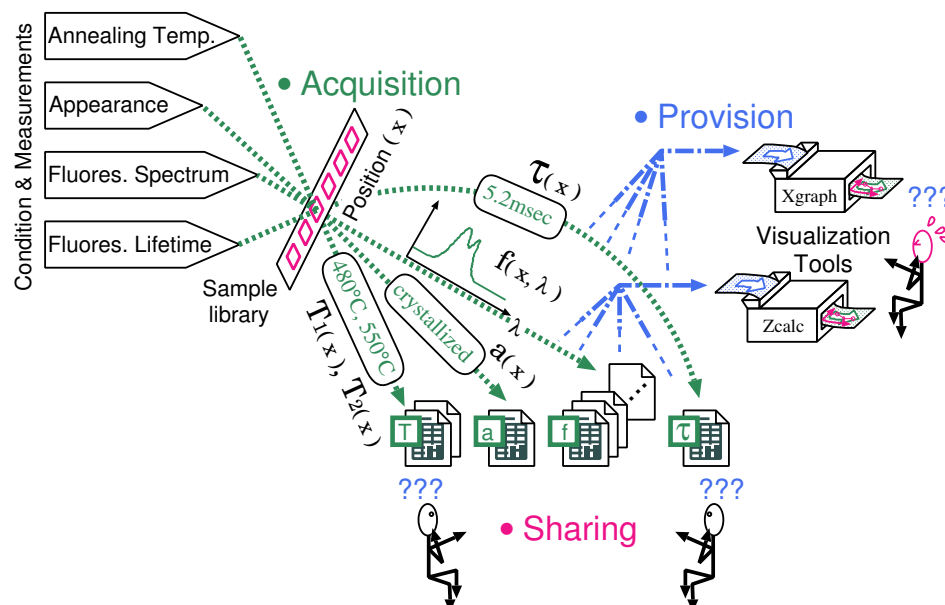 Condition & Measurements
Annealing Temp.
Appearance
Fluores. Spectrum
Fluores. Lifetime
• Acquisition
Position (x)
Sample
library
τ(x)
5.2msec
f(x, λ)
λ
480°C, 550°C
T1(x), T2(x)
crystallized
a(x)
• Provision
Xgraph
???
Visualization
Tools
Zcalc
T
a
f
τ
???
???
• Sharing